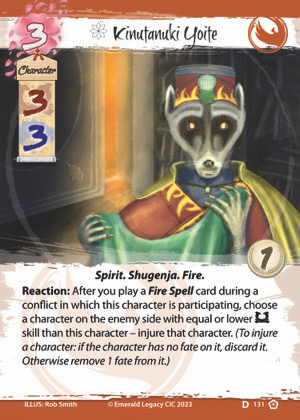 3
Kinutanuki Yoite
Character
3
3
1
Spirit. Shugenja. Fire.
Reaction: After you play a Fire Spell card during a
conflict in which this character is participating, choose
a character on the enemy side with equal or lower
skill than this character – injure that character. (To injure
a character: if the character has no fate on it, discard it.
Otherwise remove 1 fate from it.)
ILLUS: Rob Smith © Emerald Legacy CIC 2023 D 131